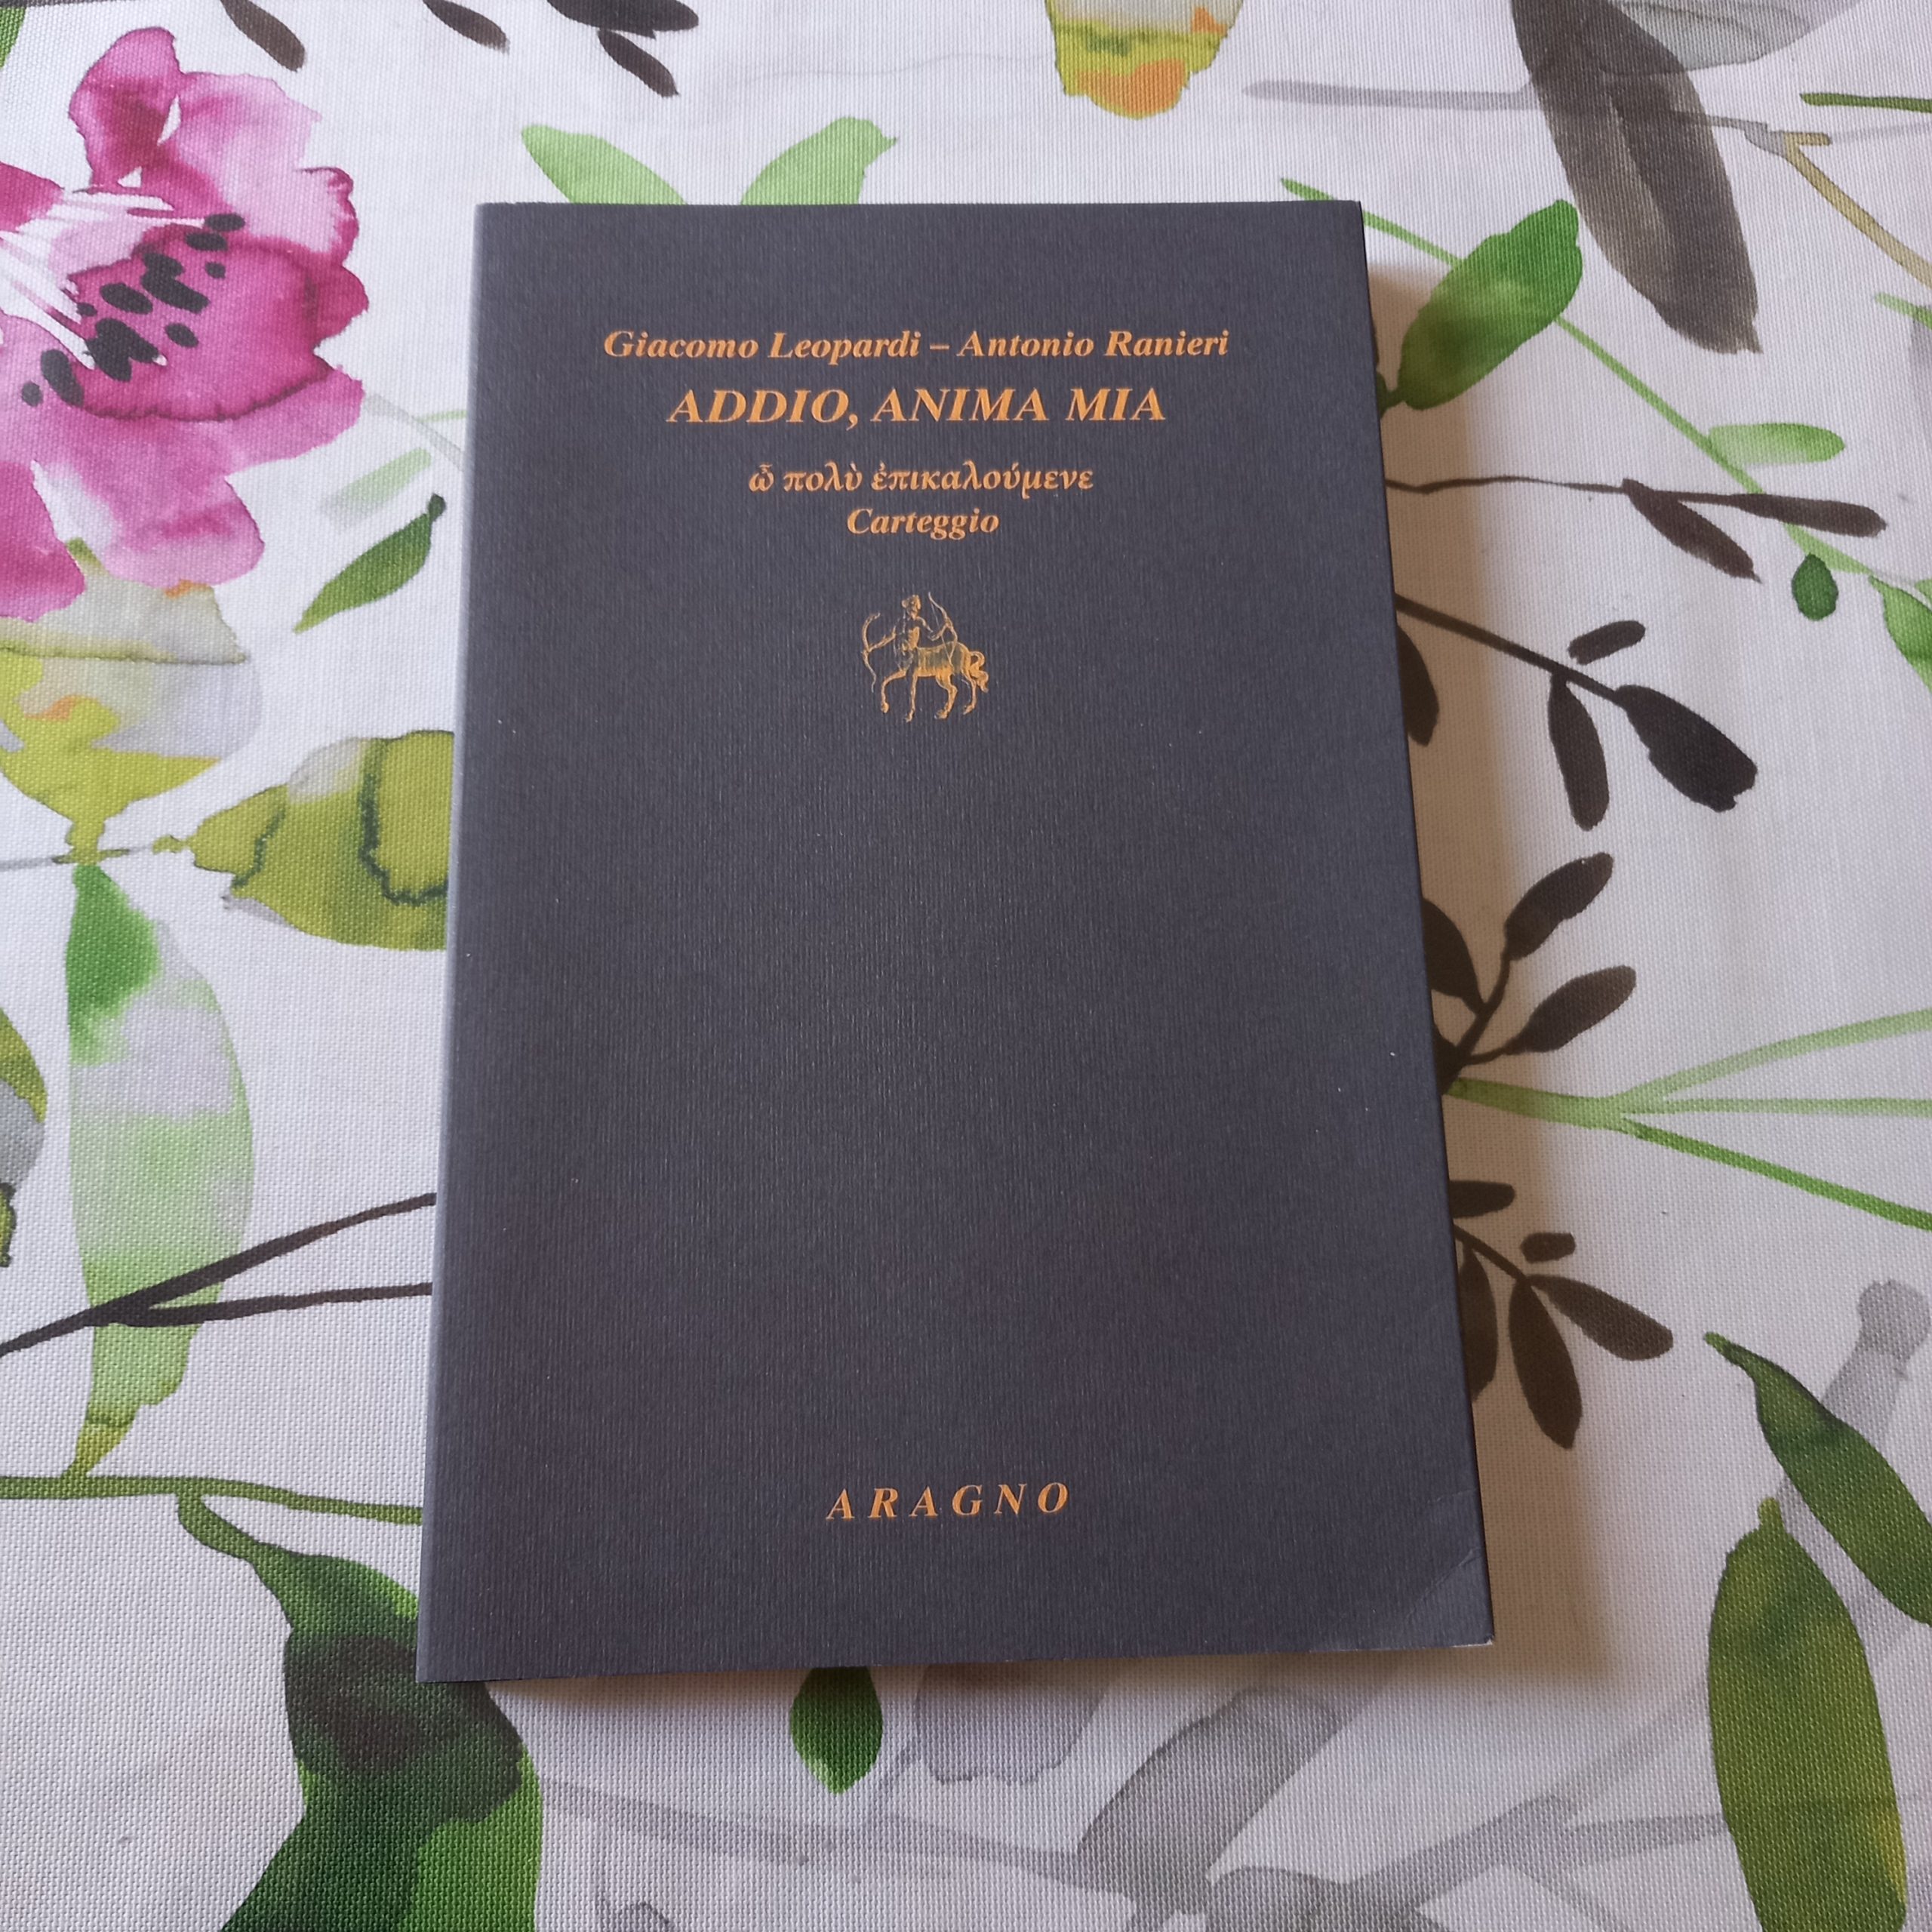 Giacomo Leopardi – Antonio Ranieri
ADDIO, ANIMA MIA
ὦ πολὺ ἐπικαλούμενε
Carteggio
ARAGNO